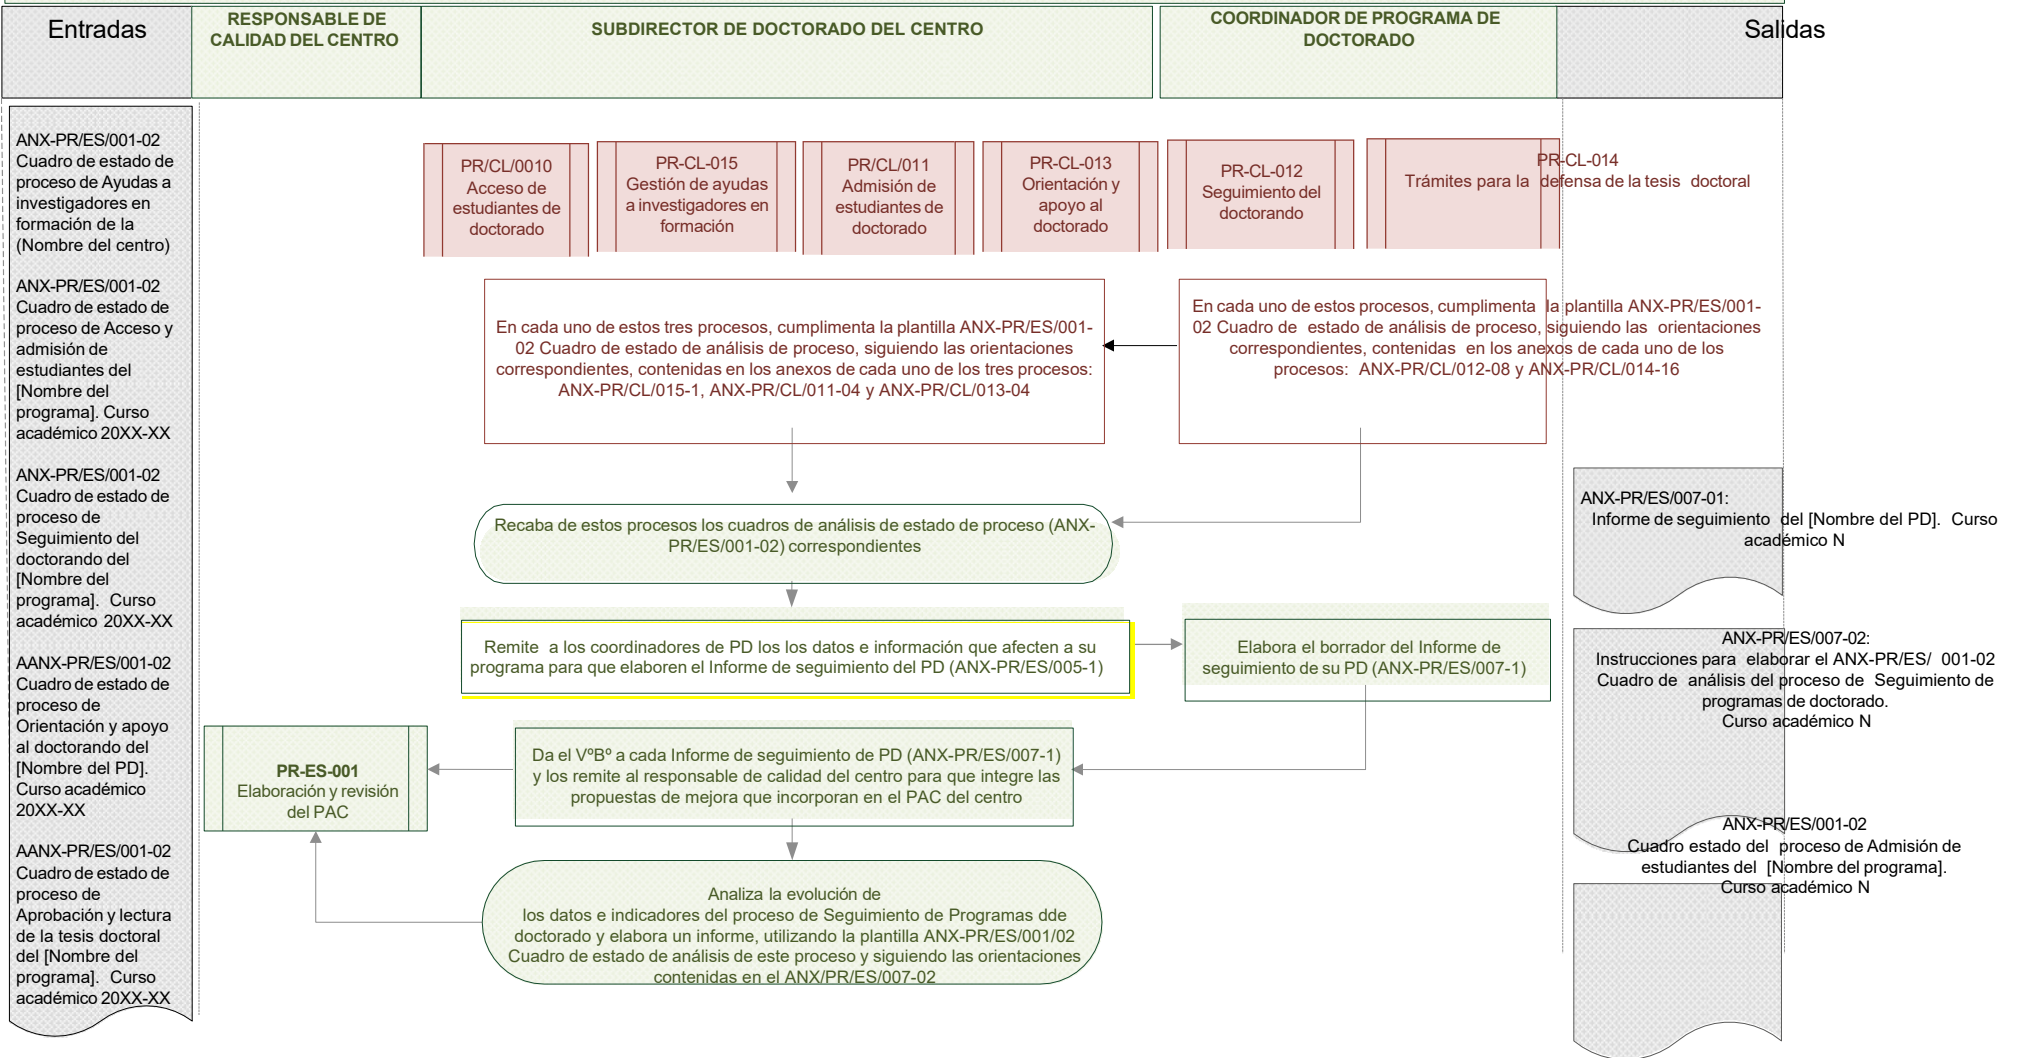 Entradas
RESPONSABLE DE
CALIDAD DEL CENTRO
SUBDIRECTOR DE DOCTORADO DEL CENTRO
COORDINADOR DE PROGRAMA DE
DOCTORADO
Salidas
ANX-PR/ES/001-02
Cuadro de estado de
proceso de Ayudas a
investigadores en
formación de la
(Nombre del centro)
ANX-PR/ES/001-02
Cuadro de estado de
proceso de Acceso y
admisión de
estudiantes del
[Nombre del
programa]. Curso
académico 20XX-XX
ANX-PR/ES/001-02
Cuadro de estado de
proceso de
Seguimiento del
doctorando del
[Nombre del
programa]. Curso
académico 20XX-XX
AANX-PR/ES/001-02
Cuadro de estado de
proceso de
Orientación y apoyo
al doctorando del
[Nombre del PD].
Curso académico
20XX-XX
AANX-PR/ES/001-02
Cuadro de estado de
proceso de
Aprobación y lectura
de la tesis doctoral
del [Nombre del
programa]. Curso
académico 20XX-XX
PR/CL/0010
Acceso de
estudiantes de
doctorado
PR-CL-015
Gestión de ayudas
a investigadores en
formación
PR/CL/011
Admisión de
estudiantes de
doctorado
PR-CL-013
Orientación y
apoyo al
doctorando
PR-CL-012
Seguimiento del
doctorando
PR-CL-014
Trámites para la defensa de la tesis doctoral
En cada uno de estos tres procesos, cumplimenta la plantilla ANX-PR/ES/001-
02 Cuadro de estado de análisis de proceso, siguiendo las orientaciones
correspondientes, contenidas en los anexos de cada uno de los tres procesos:
ANX-PR/CL/015-1, ANX-PR/CL/011-04 y ANX-PR/CL/013-04
En cada uno de estos procesos, cumplimenta la plantilla ANX-PR/ES/001-
02 Cuadro de estado de análisis de proceso, siguiendo las orientaciones
correspondientes, contenidas en los anexos de cada uno de los
procesos: ANX-PR/CL/012-08 y ANX-PR/CL/014-16
Recaba de estos procesos los cuadros de análisis de estado de proceso (ANX-
PR/ES/001-02) correspondientes
Remite a los coordinadores de PD los los datos e información que afecten a su
programa para que elaboren el Informe de seguimiento del PD (ANX-PR/ES/005-1)
Elabora el borrador del Informe de
seguimiento de su PD (ANX-PR/ES/007-1)
PR-ES-001
Elaboración y revisión
del PAC
Da el VºBº a cada Informe de seguimiento de PD (ANX-PR/ES/007-1)
y los remite al responsable de calidad del centro para que integre las
propuestas de mejora que incorporan en el PAC del centro
Analiza la evolución de
los datos e indicadores del proceso de Seguimiento de Programas dde
doctorado y elabora un informe, utilizando la plantilla ANX-PR/ES/001/02
Cuadro de estado de análisis de este proceso y siguiendo las orientaciones
contenidas en el ANX/PR/ES/007-02
ANX-PR/ES/007-01:
Informe de seguimiento del [Nombre del PD]. Curso
académico N
ANX-PR/ES/007-02:
Instrucciones para elaborar el ANX-PR/ES/ 001-02
Cuadro de análisis del proceso de Seguimiento de
programas de doctorado.
Curso académico N
ANX-PR/ES/001-02
Cuadro estado del proceso de Admisión de
estudiantes del [Nombre del programa].
Curso académico N